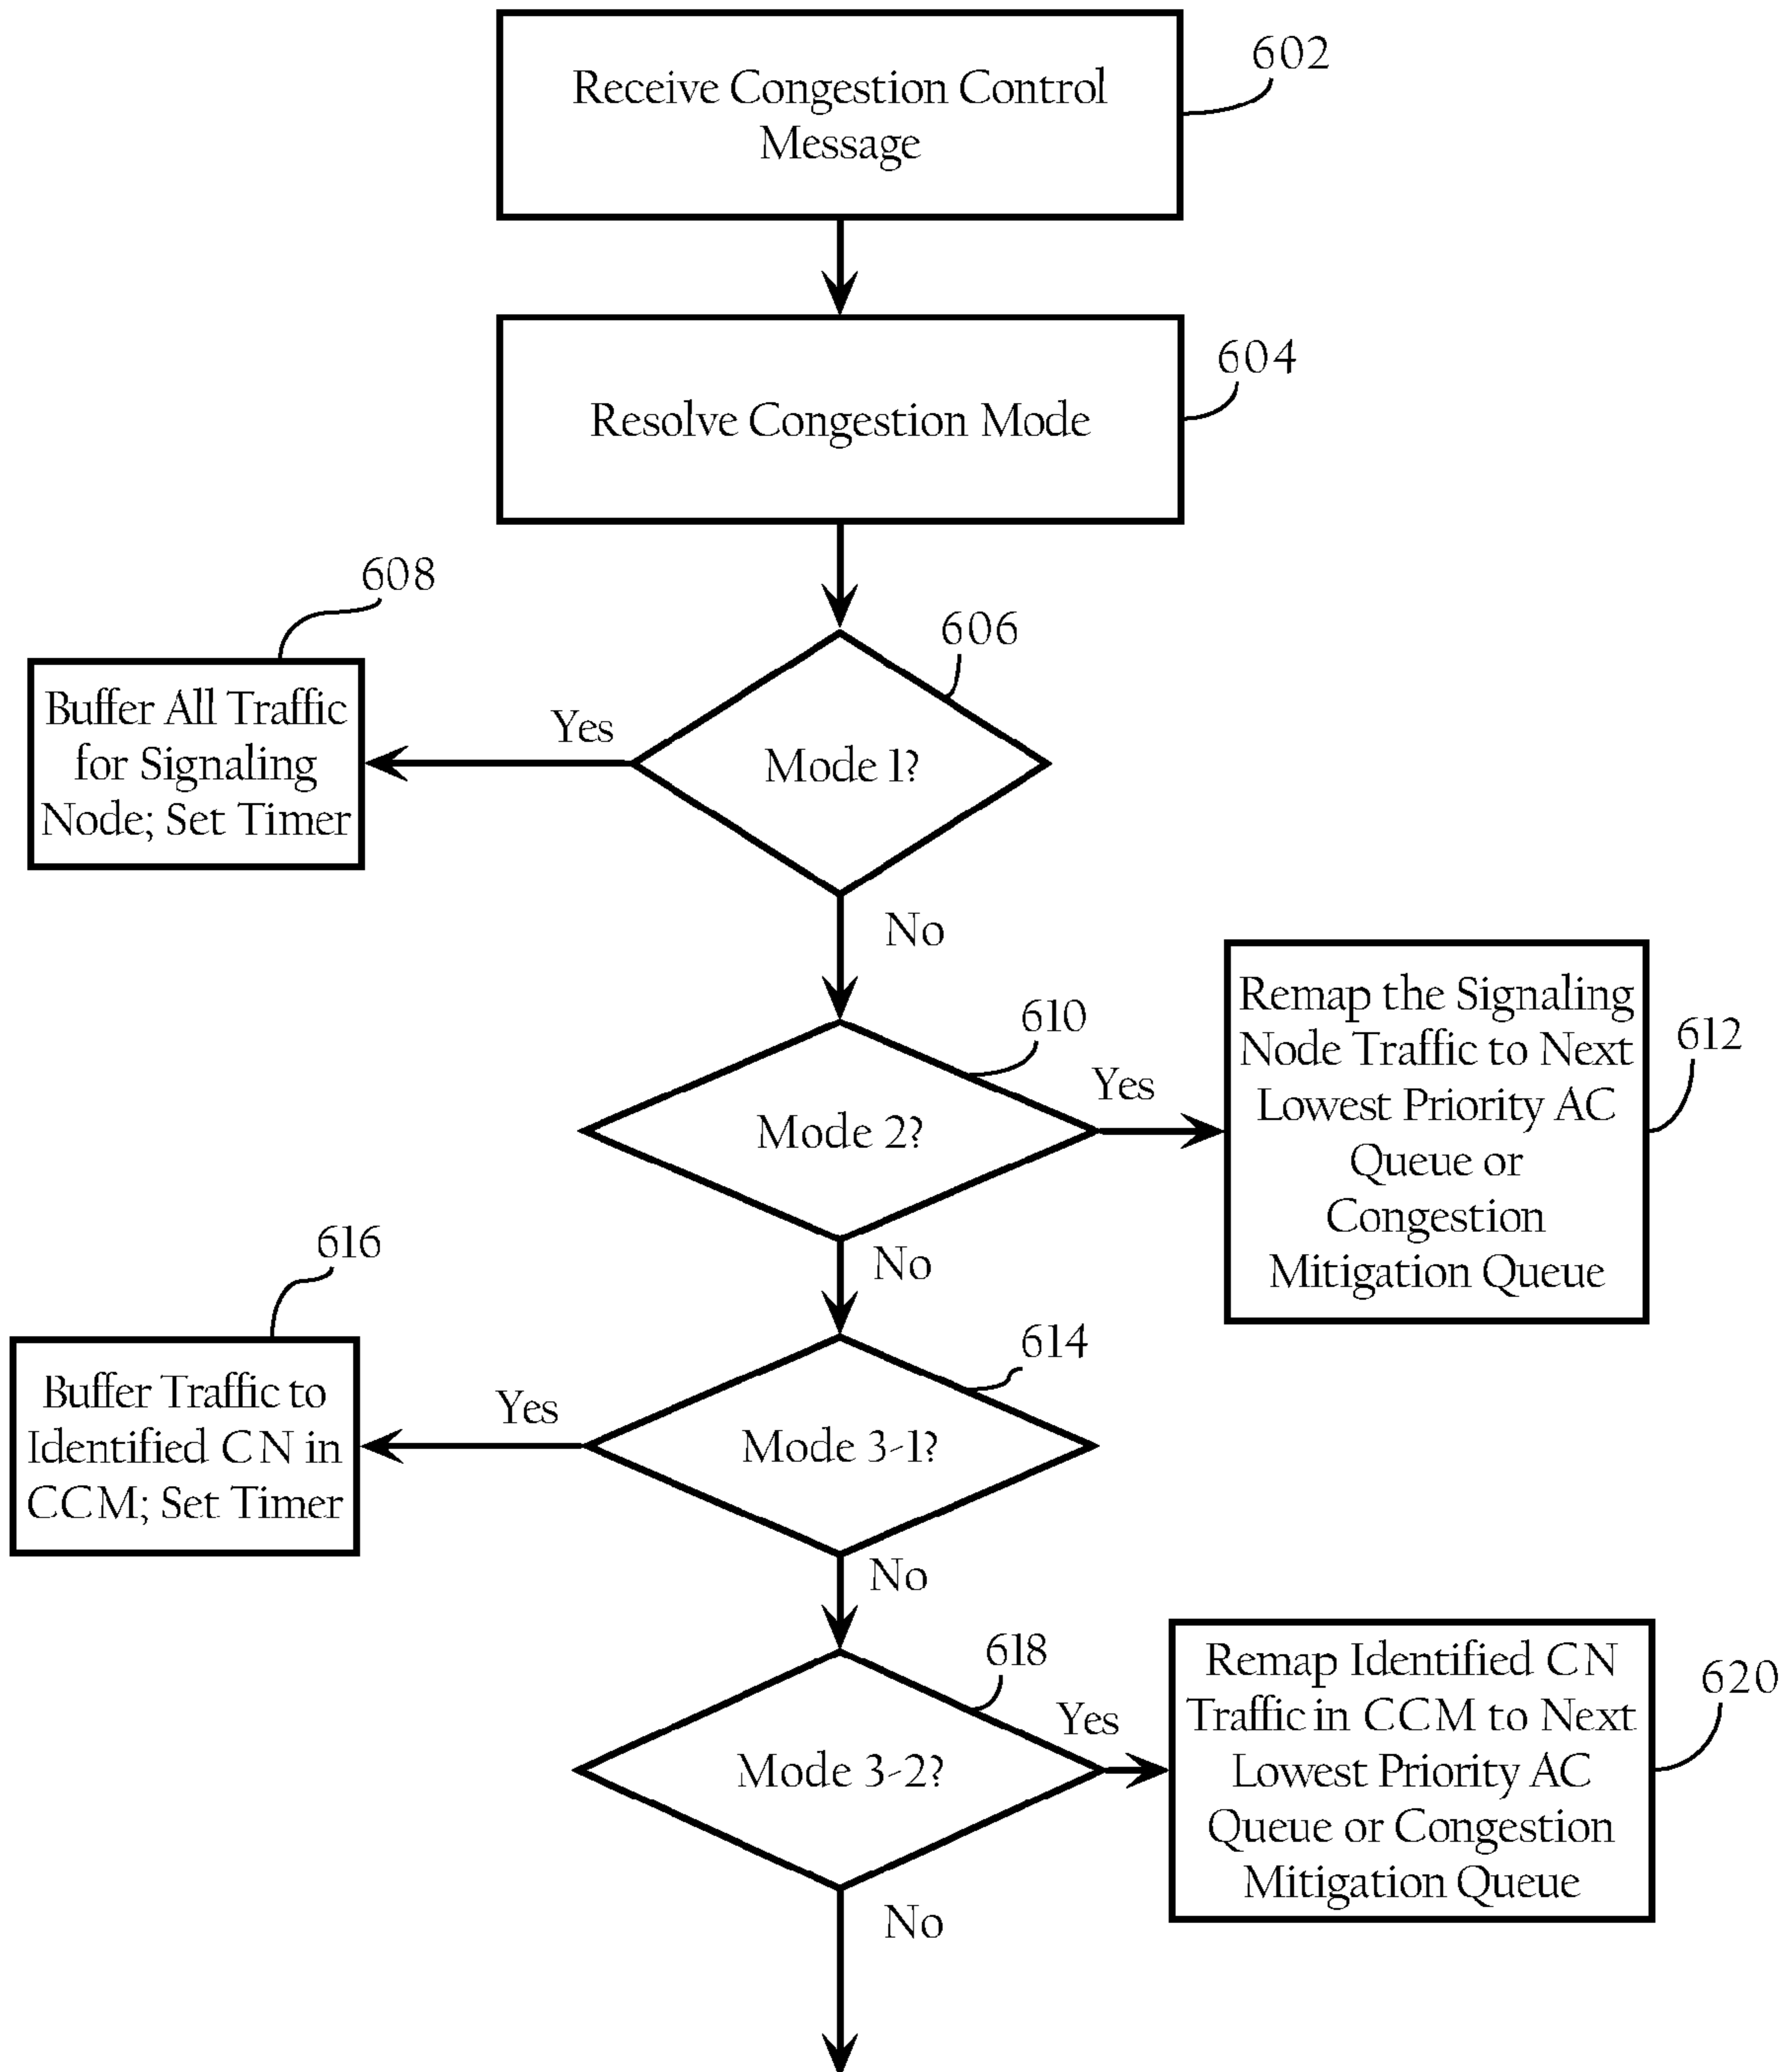 Receive Congestion Control
Message
602
Resolve Congestion Mode
604
608
606
Buffer All Traffic
for Signaling
Node; Set Timer
Yes
Mode 1?
No
610
Remap the Signaling
Node Traffic to Next
Lowest Priority AC
Queue or
Congestion
Mitigation Queue
612
Yes
Mode 2?
No
616
614
Buffer Traffic to
Identified CN in
CCM; Set Timer
Yes
Mode 3-1?
No
618
Remap Identified CN
Traffic in CCM to Next
Lowest Priority AC
Queue or Congestion
Mitigation Queue
620
Yes
Mode 3-2?
No